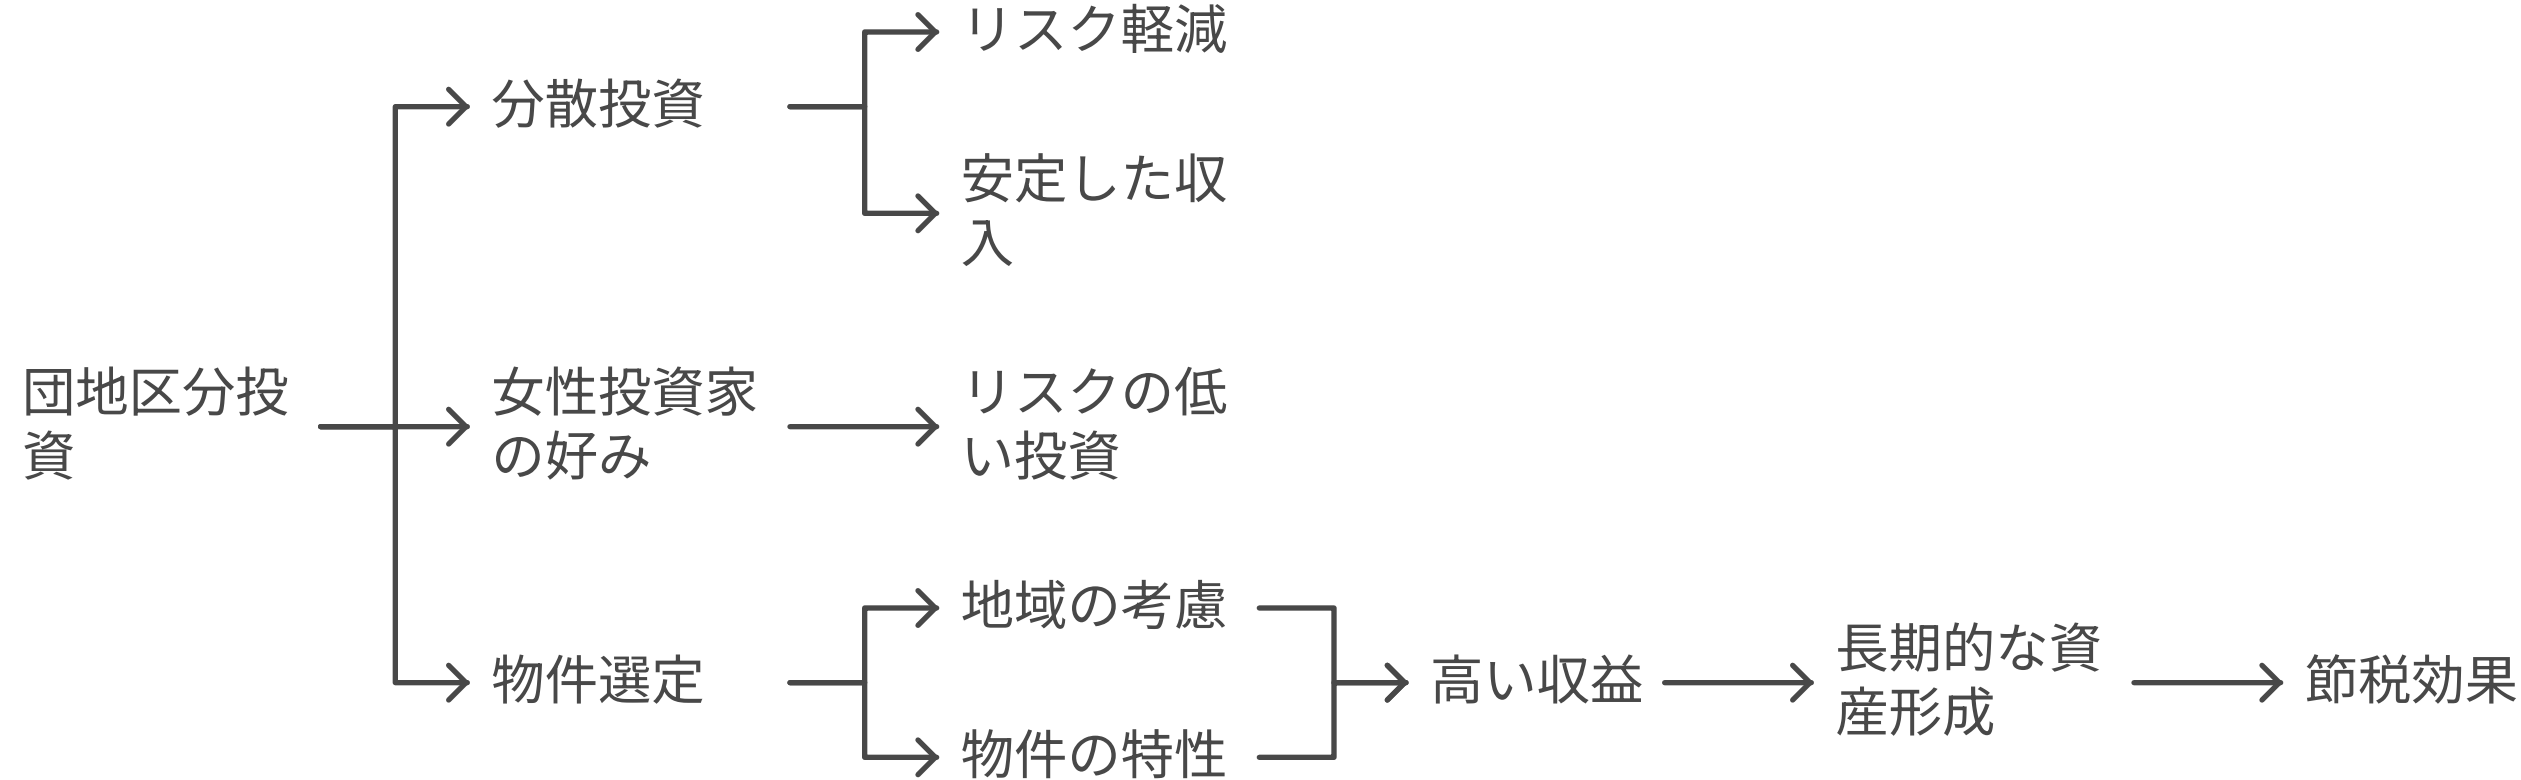 リスク軽減
分散投資
安定した収
入
団地区分投
資
女性投資家
の好み
リスクの低
い投資
地域の考慮
物件選定
物件の特性
高い収益
長期的な資
産形成
節税効果